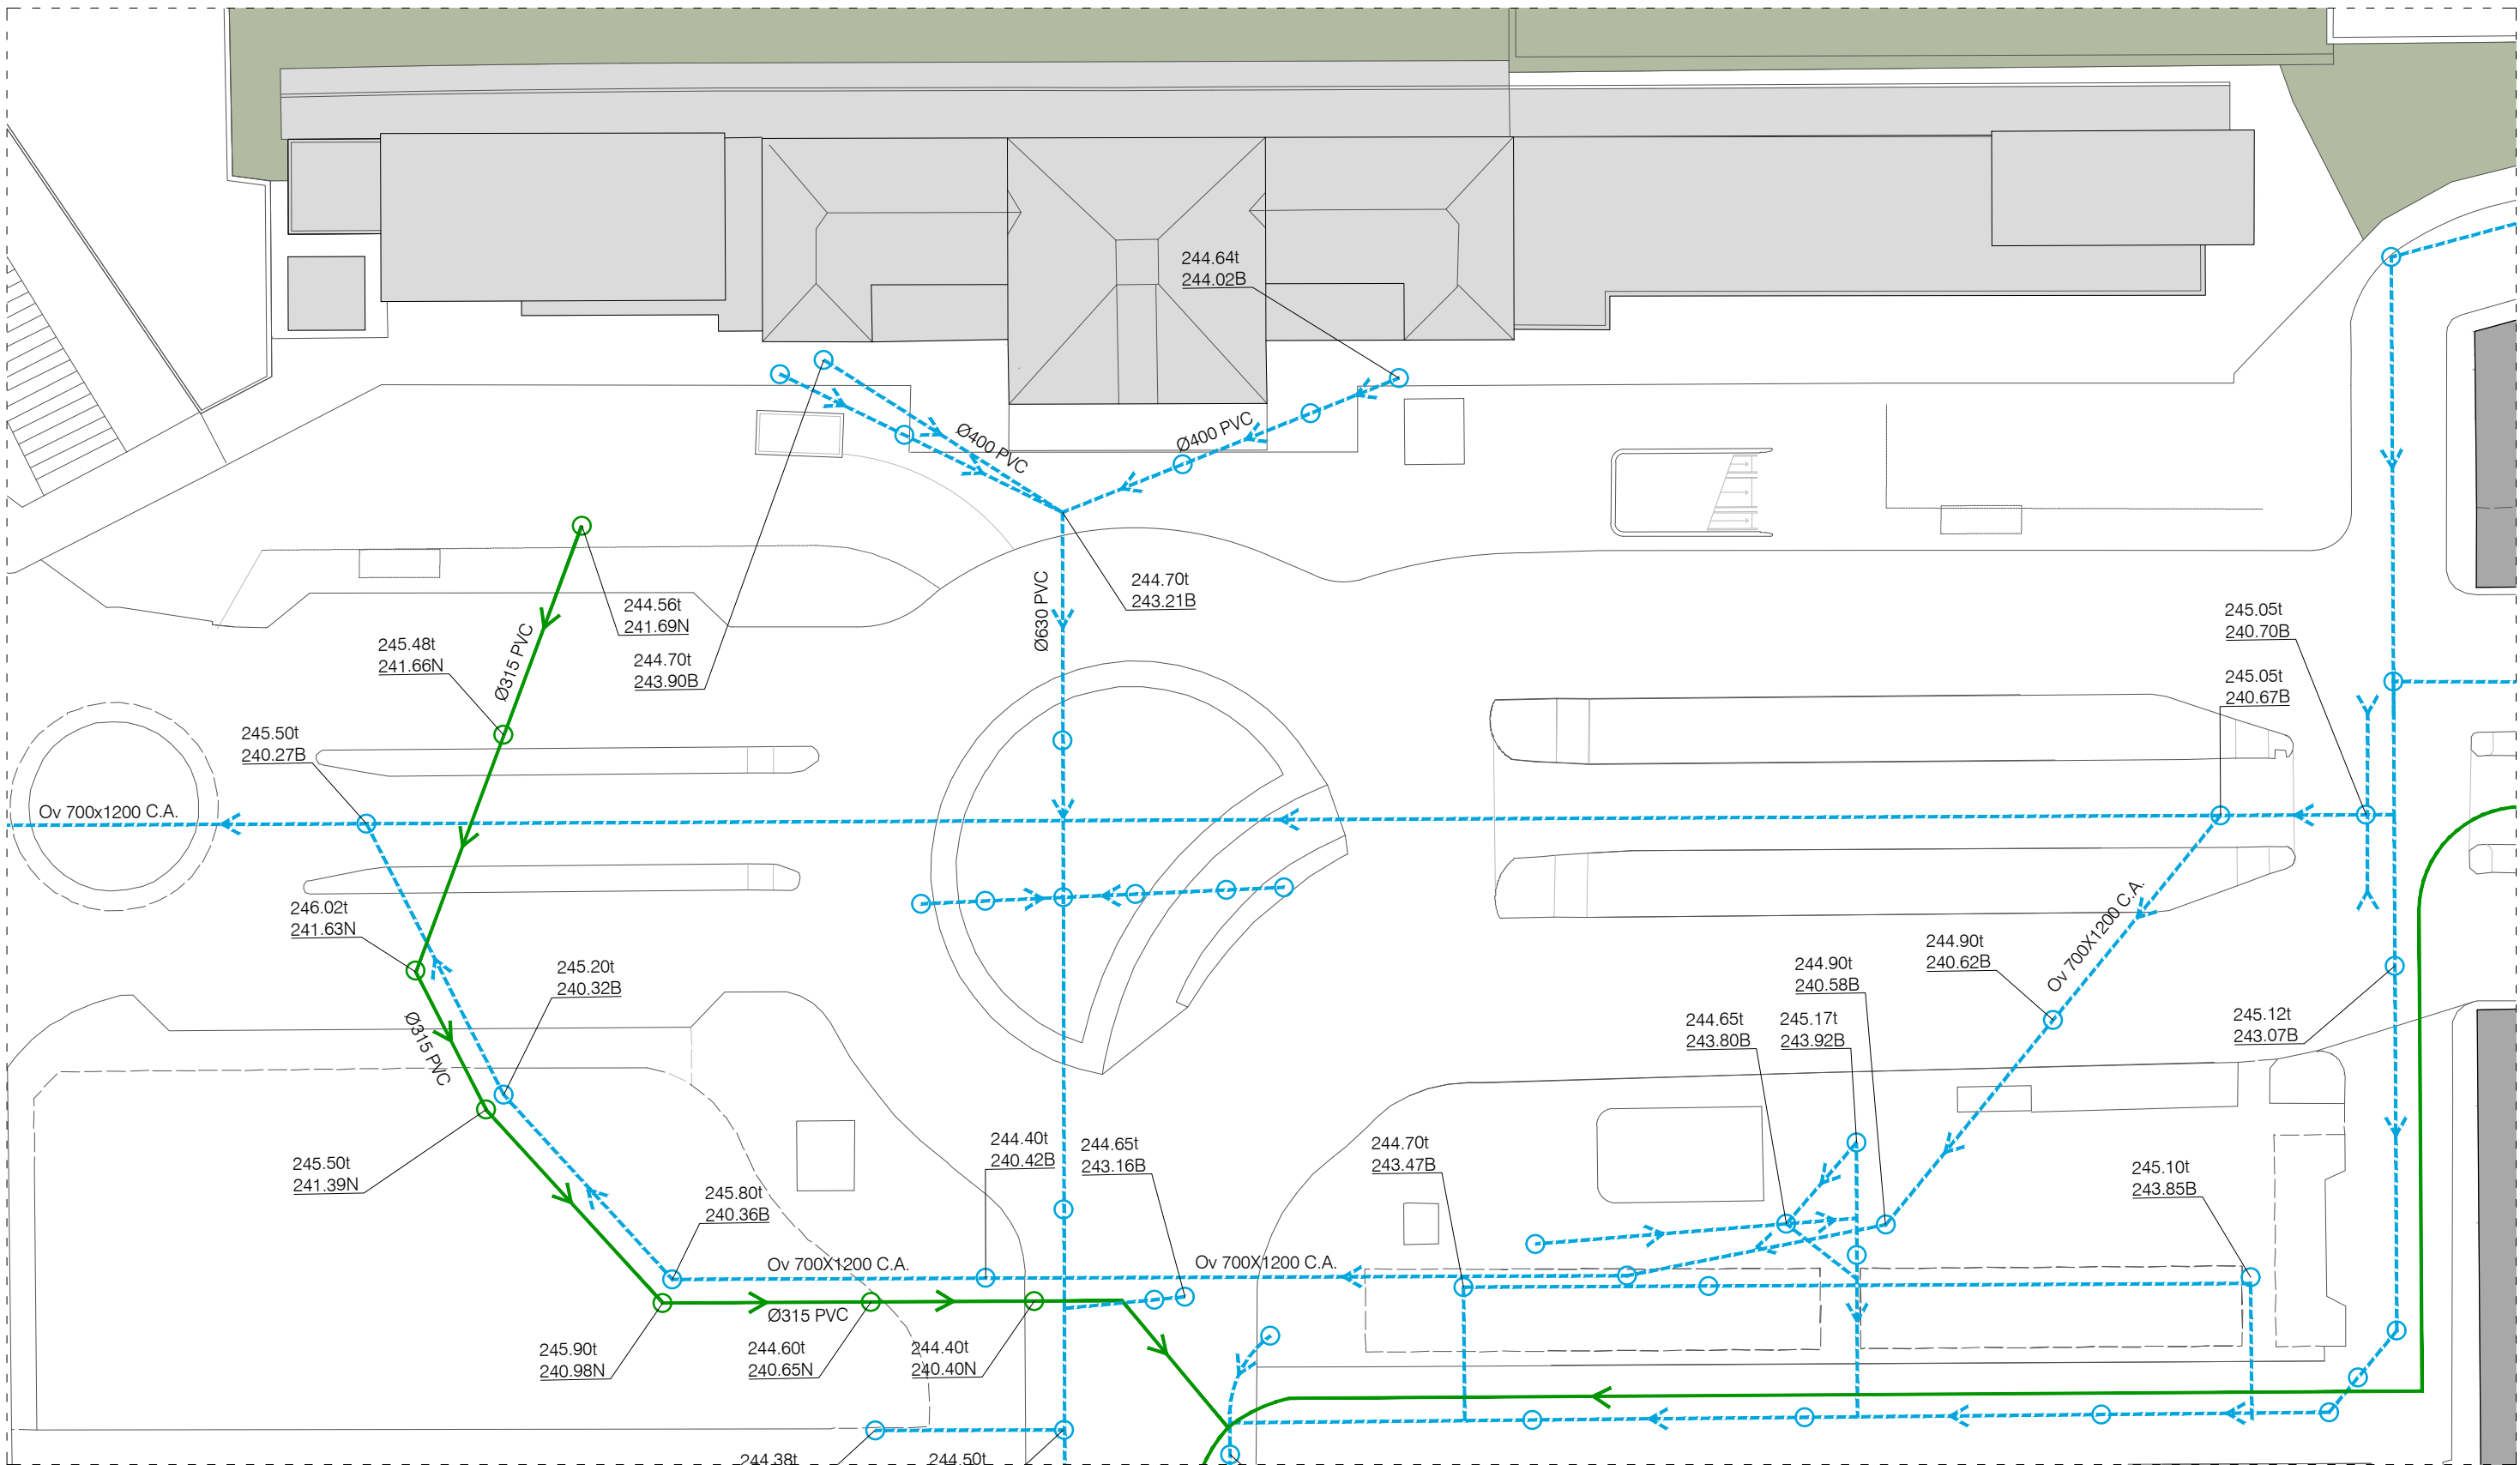 244.64t
244.02B
Ø400 PVC
Ø400 PVC
Ø630 PVC
244.70t
243.21B
244.56t
241.69N
Ø315 PVC
245.48t
241.66N
244.70t
243.90B
245.05t
240.70B
245.05t
240.67B
245.50t
240.27B
Ov 700x1200 C.A.
246.02t
241.63N
Ov 700X1200 C.A.
245.20t
240.32B
244.90t
240.62B
244.90t
240.58B
Ø315 PVC
244.65t
243.80B
245.17t
243.92B
245.12t
243.07B
245.50t
241.39N
244.40t
240.42B
244.65t
243.16B
244.70t
243.47B
245.10t
243.85B
245.80t
240.36B
Ov 700X1200 C.A.
Ov 700X1200 C.A.
Ø315 PVC
245.90t
240.98N
244.60t
240.65N
244.40t
240.40N
244.38t
244.50t